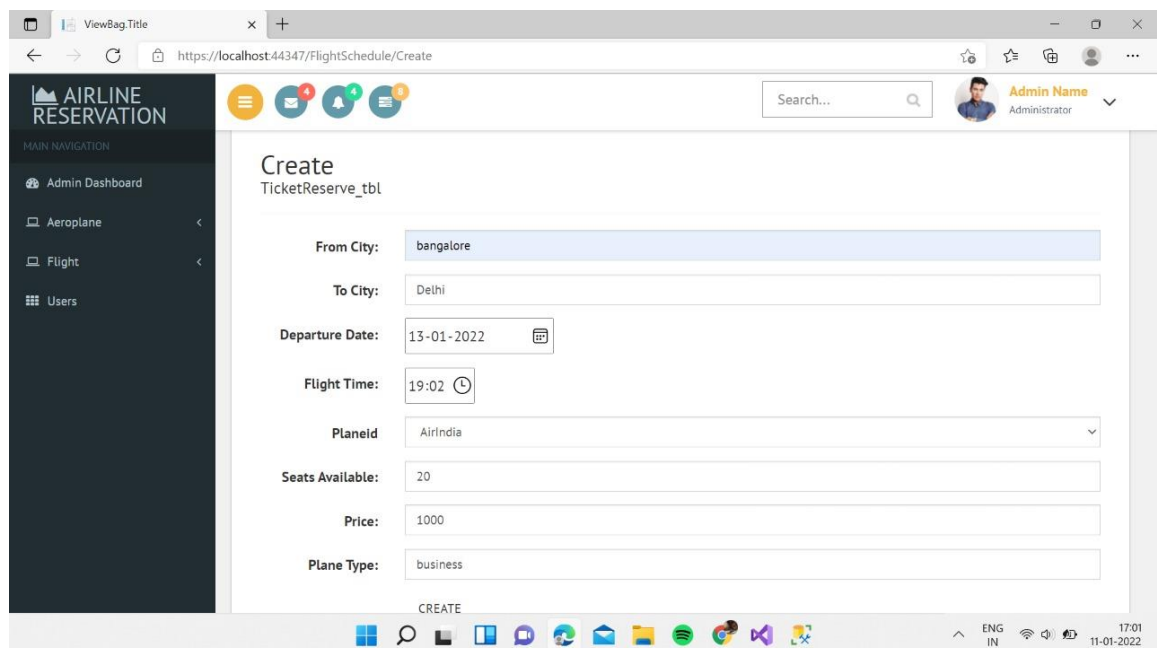 ViewBag.Title
https://localhost:44347/FlightSchedule/Create
AIRLINE
RESERVATION
4
4
8
Search...
Admin Name
Administrator
MAIN NAVIGATION
Admin Dashboard
Aeroplane
Flight
Users
Create
TicketReserve_tbl
From City: bangalore
To City: Delhi
Departure Date: 13-01-2022
Flight Time: 19:02
Planeid AirIndia
Seats Available: 20
Price: 1000
Plane Type: business
CREATE
ENG
IN
17:01
11-01-2022